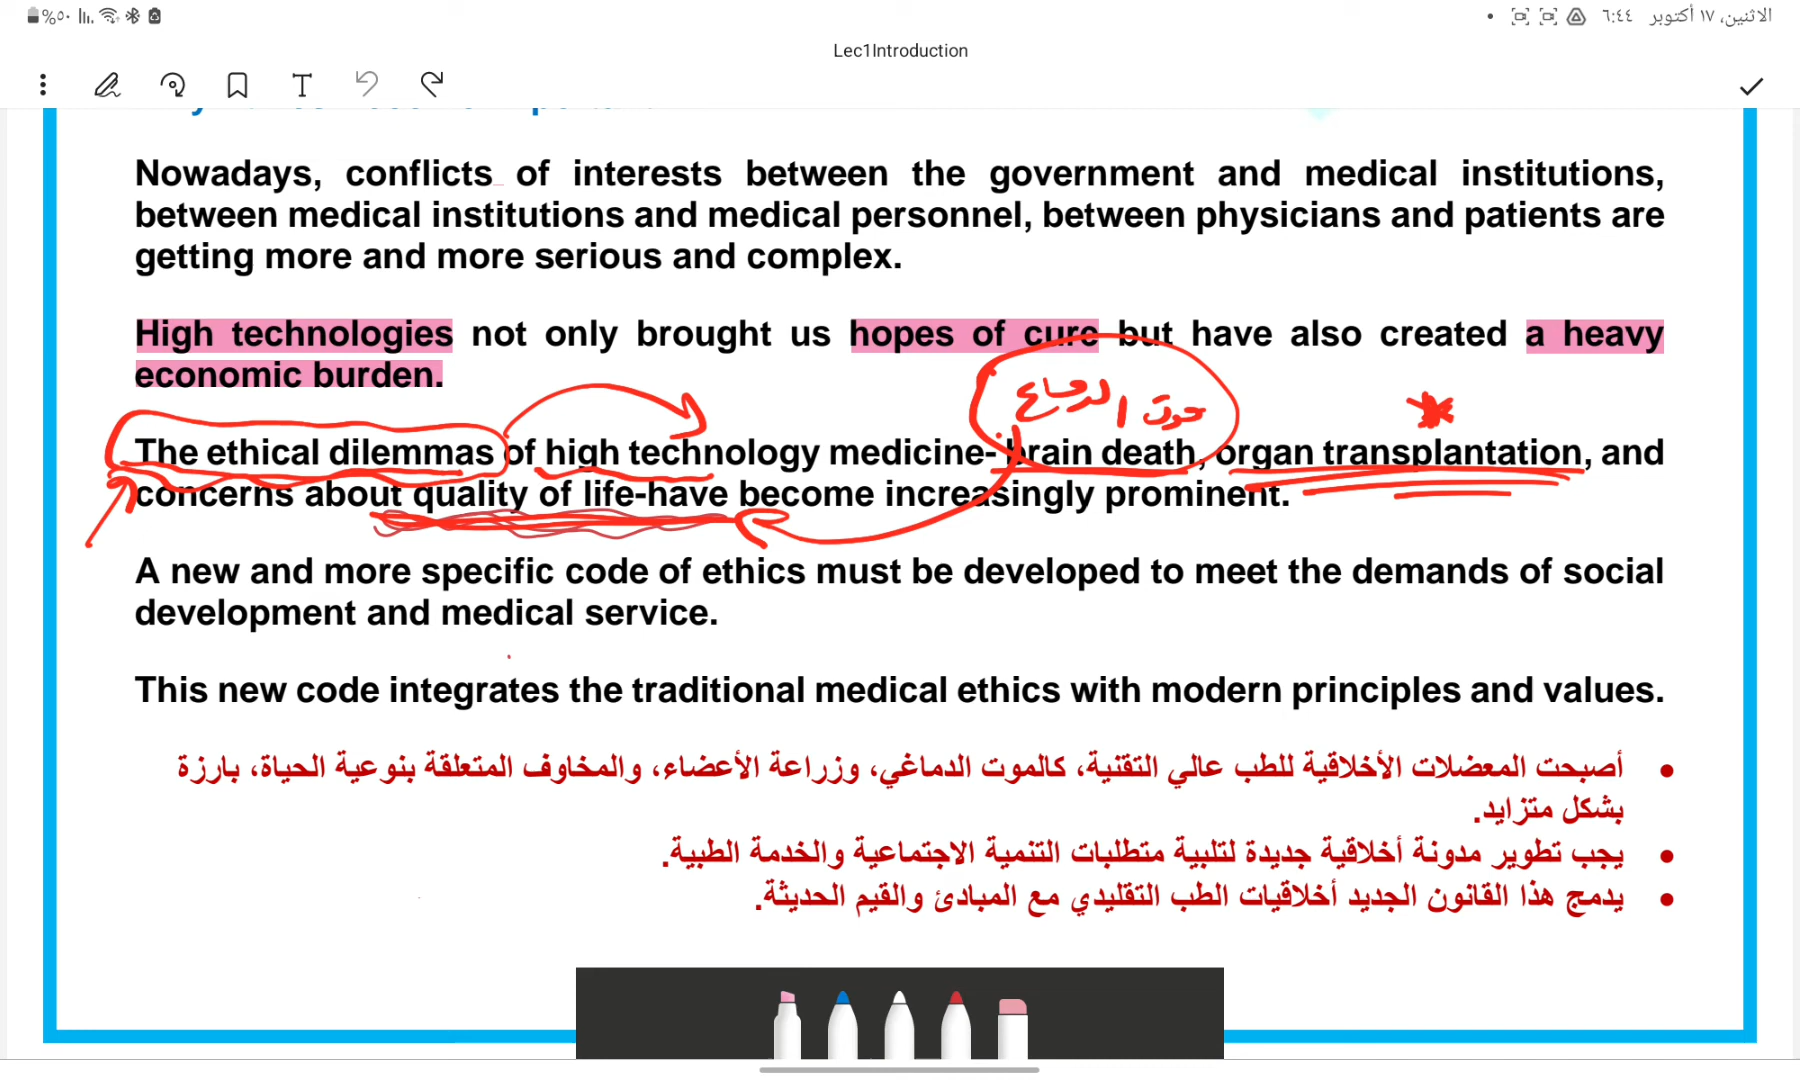 %٥٠
الاثنين، ١٧ أكتوبر ٦:٤٤
Lec1Introduction
T
Nowadays, conflicts of interests between the government and medical institutions,
between medical institutions and medical personnel, between physicians and patients are
getting more and more serious and complex.
High technologies not only brought us hopes of cure but have also created a heavy
economic burden.
موت الدماغ
The ethical dilemmas of high technology medicine- brain death, organ transplantation, and
concerns about quality of life-have become increasingly prominent.
A new and more specific code of ethics must be developed to meet the demands of social
development and medical service.
This new code integrates the traditional medical ethics with modern principles and values.
• أصبحت المعضلات الأخلاقية للطب عالي التقنية، كالموت الدماغي، وزراعة الأعضاء، والمخاوف المتعلقة بنوعية الحياة، بارزة
بشكل متزايد.
• يجب تطوير مدونة أخلاقية جديدة لتلبية متطلبات التنمية الاجتماعية والخدمة الطبية.
• يدمج هذا القانون الجديد أخلاقيات الطب التقليدي مع المبادئ والقيم الحديثة.